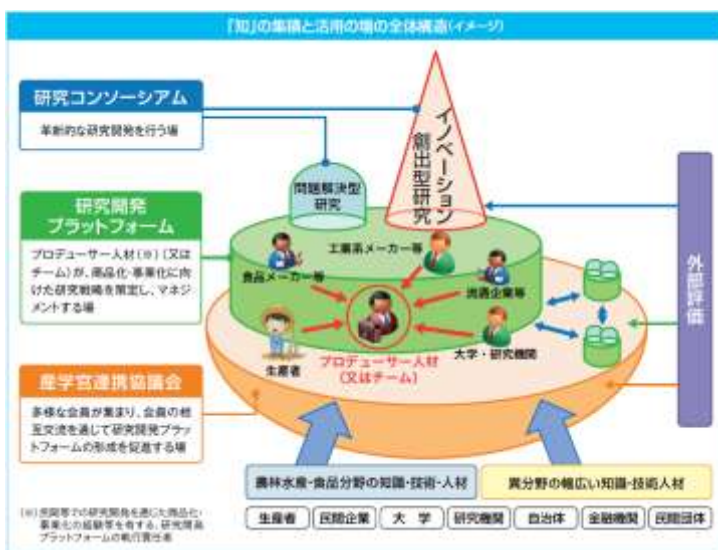 「知」の集積と活用の場の全体構造(イメージ)
研究コンソーシアム
革新的な研究開発を行う場
イノベーション
創出型研究
問題解決型
研究
研究開発
プラットフォーム
プロデューサー人材(※)(又は
チーム)が、商品化・事業化に向
けた研究戦略を策定し、マネジ
メントする場
工業系メーカー等
食品メーカー等
流通企業等
生産者
プロデューサー人材
(又はチーム)
大学・研究機関
外部評価
産学官連携協議会
多様な会員が集まり、会員の相
互交流を通じて研究開発プラッ
トフォームの形成を促進する場
農林水産・食品分野の知識・技術・人材
異分野の幅広い知識・技術人材
(※)民間等での研究開発を通じた商品化・
事業化の経験等を有する、研究開発
プラットフォームの執行責任者
生産者
民間企業
大 学
研究機関
自治体
金融機関
民間団体